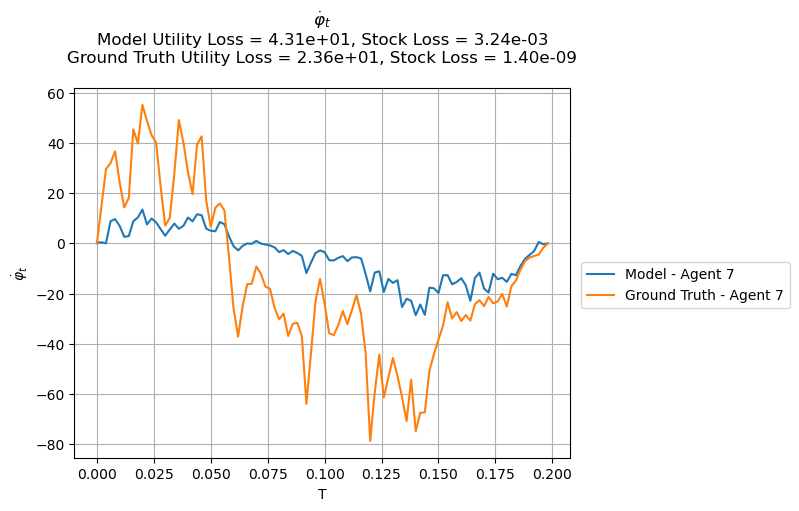 φ̇ₜ
Model Utility Loss = 4.31e+01, Stock Loss = 3.24e-03
Ground Truth Utility Loss = 2.36e+01, Stock Loss = 1.40e-09
60
40
20
0
−20
−40
−60
−80
φ̇ₜ
0.000
0.025
0.050
0.075
0.100
0.125
0.150
0.175
0.200
T
Model - Agent 7
Ground Truth - Agent 7